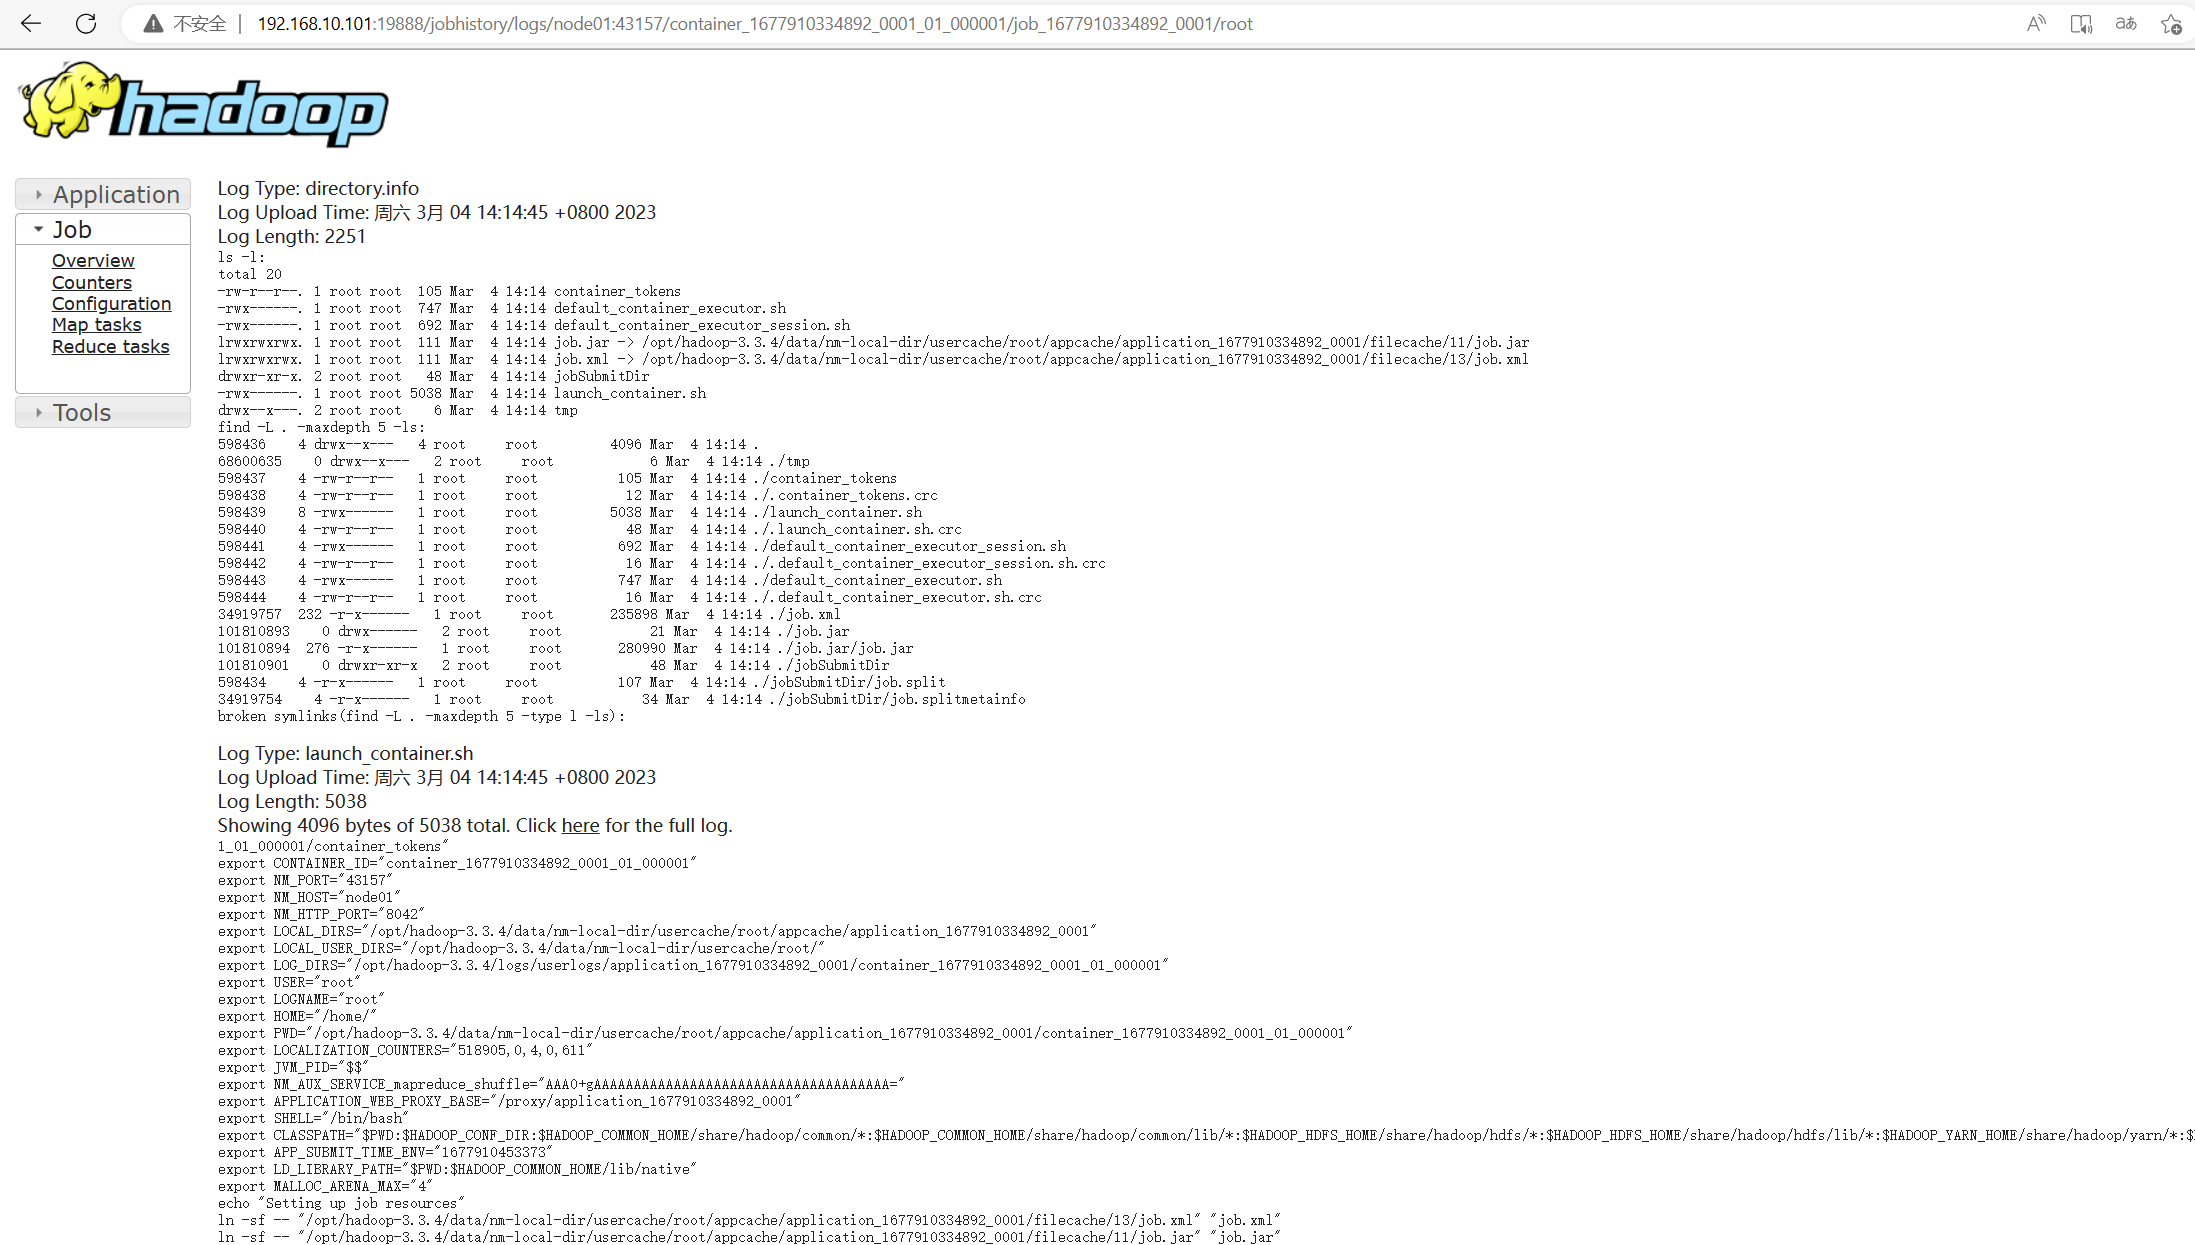 不安全 | 192.168.10.101:19888/jobhistory/logs/node01:43157/container_1677910334892_0001_01_000001/job_1677910334892_0001/root
hadoop
Application
Job
Overview
Counters
Configuration
Map tasks
Reduce tasks
Tools
Log Type: directory.info
Log Upload Time: 周六 3月 04 14:14:45 +0800 2023
Log Length: 2251
ls -l:
total 20
-rw-r--r--. 1 root root  105 Mar  4 14:14 container_tokens
-rwx------. 1 root root  747 Mar  4 14:14 default_container_executor.sh
-rwx------. 1 root root  692 Mar  4 14:14 default_container_executor_session.sh
lrwxrwxrwx. 1 root root  111 Mar  4 14:14 job.jar -> /opt/hadoop-3.3.4/data/nm-local-dir/usercache/root/appcache/application_1677910334892_0001/filecache/11/job.jar
lrwxrwxrwx. 1 root root  111 Mar  4 14:14 job.xml -> /opt/hadoop-3.3.4/data/nm-local-dir/usercache/root/appcache/application_1677910334892_0001/filecache/13/job.xml
drwxr-xr-x. 2 root root   48 Mar  4 14:14 jobSubmitDir
-rwx------. 1 root root 5038 Mar  4 14:14 launch_container.sh
drwx--x---. 2 root root    6 Mar  4 14:14 tmp
find -L . -maxdepth 5 -ls:
598436    4 drwx--x---   4 root     root         4096 Mar  4 14:14 .
68600635    0 drwx--x---   2 root     root            6 Mar  4 14:14 ./tmp
598437    4 -rw-r--r--   1 root     root          105 Mar  4 14:14 ./container_tokens
598438    4 -rw-r--r--   1 root     root           12 Mar  4 14:14 ./.container_tokens.crc
598439    8 -rwx------   1 root     root         5038 Mar  4 14:14 ./launch_container.sh
598440    4 -rw-r--r--   1 root     root           48 Mar  4 14:14 ./.launch_container.sh.crc
598441    4 -rwx------   1 root     root          692 Mar  4 14:14 ./default_container_executor_session.sh
598442    4 -rw-r--r--   1 root     root           16 Mar  4 14:14 ./.default_container_executor_session.sh.crc
598443    4 -rwx------   1 root     root          747 Mar  4 14:14 ./default_container_executor.sh
598444    4 -rw-r--r--   1 root     root           16 Mar  4 14:14 ./.default_container_executor.sh.crc
34919757  232 -r-x------   1 root     root       235898 Mar  4 14:14 ./job.xml
101810893    0 drwx------   2 root     root           21 Mar  4 14:14 ./job.jar
101810894  276 -r-x------   1 root     root       280990 Mar  4 14:14 ./job.jar/job.jar
101810901    0 drwxr-xr-x   2 root     root           48 Mar  4 14:14 ./jobSubmitDir
598434    4 -r-x------   1 root     root          107 Mar  4 14:14 ./jobSubmitDir/job.split
34919754    4 -r-x------   1 root     root           34 Mar  4 14:14 ./jobSubmitDir/job.splitmetainfo
broken symlinks(find -L . -maxdepth 5 -type l -ls):
Log Type: launch_container.sh
Log Upload Time: 周六 3月 04 14:14:45 +0800 2023
Log Length: 5038
Showing 4096 bytes of 5038 total. Click here for the full log.
1_01_000001/container_tokens"
export CONTAINER_ID="container_1677910334892_0001_01_000001"
export NM_PORT="43157"
export NM_HOST="node01"
export NM_HTTP_PORT="8042"
export LOCAL_DIRS="/opt/hadoop-3.3.4/data/nm-local-dir/usercache/root/appcache/application_1677910334892_0001"
export LOCAL_USER_DIRS="/opt/hadoop-3.3.4/data/nm-local-dir/usercache/root/"
export LOG_DIRS="/opt/hadoop-3.3.4/logs/userlogs/application_1677910334892_0001/container_1677910334892_0001_01_000001"
export USER="root"
export LOGNAME="root"
export HOME="/home/"
export PWD="/opt/hadoop-3.3.4/data/nm-local-dir/usercache/root/appcache/application_1677910334892_0001/container_1677910334892_0001_01_000001"
export LOCALIZATION_COUNTERS="518905,0,4,0,611"
export JVM_PID="$$"
export NM_AUX_SERVICE_mapreduce_shuffle="AAA0+gAAAAAAAAAAAAAAAAAAAAAAAAAAAAAAAAAAAAA="
export APPLICATION_WEB_PROXY_BASE="/proxy/application_1677910334892_0001"
export SHELL="/bin/bash"
export CLASSPATH="$PWD:$HADOOP_CONF_DIR:$HADOOP_COMMON_HOME/share/hadoop/common/*:$HADOOP_COMMON_HOME/share/hadoop/common/lib/*:$HADOOP_HDFS_HOME/share/hadoop/hdfs/*:$HADOOP_HDFS_HOME/share/hadoop/hdfs/lib/*:$HADOOP_YARN_HOME/share/hadoop/yarn/*:$
export APP_SUBMIT_TIME_ENV="1677910453373"
export LD_LIBRARY_PATH="$PWD:$HADOOP_COMMON_HOME/lib/native"
export MALLOC_ARENA_MAX="4"
echo "Setting up job resources"
ln -sf -- "/opt/hadoop-3.3.4/data/nm-local-dir/usercache/root/appcache/application_1677910334892_0001/filecache/13/job.xml" "job.xml"
ln -sf -- "/opt/hadoop-3.3.4/data/nm-local-dir/usercache/root/appcache/application_1677910334892_0001/filecache/11/job.jar" "job.jar"